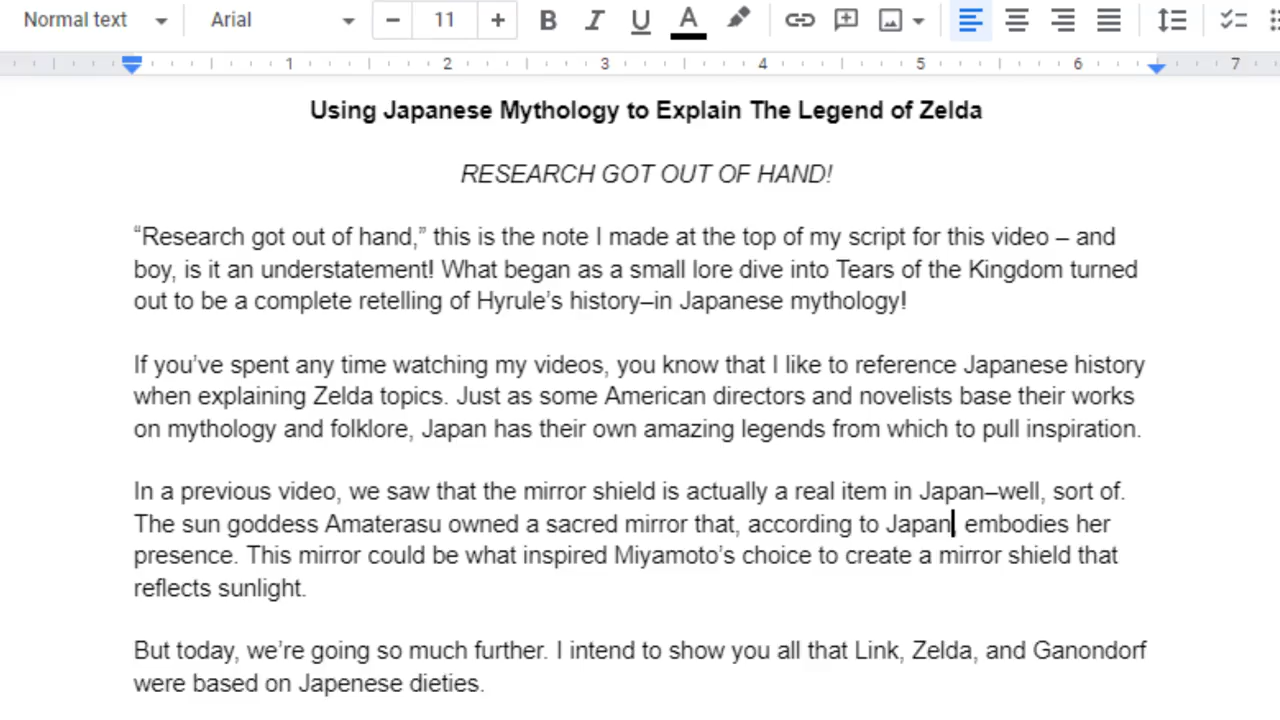 Normal text Arial − 11 + B I U A
1 2 3 4 5 6 7
Using Japanese Mythology to Explain The Legend of Zelda
RESEARCH GOT OUT OF HAND!
“Research got out of hand,” this is the note I made at the top of my script for this video – and
boy, is it an understatement! What began as a small lore dive into Tears of the Kingdom turned
out to be a complete retelling of Hyrule’s history–in Japanese mythology!
If you’ve spent any time watching my videos, you know that I like to reference Japanese history
when explaining Zelda topics. Just as some American directors and novelists base their works
on mythology and folklore, Japan has their own amazing legends from which to pull inspiration.
In a previous video, we saw that the mirror shield is actually a real item in Japan–well, sort of.
The sun goddess Amaterasu owned a sacred mirror that, according to Japan, embodies her
presence. This mirror could be what inspired Miyamoto’s choice to create a mirror shield that
reflects sunlight.
But today, we’re going so much further. I intend to show you all that Link, Zelda, and Ganondorf
were based on Japenese dieties.